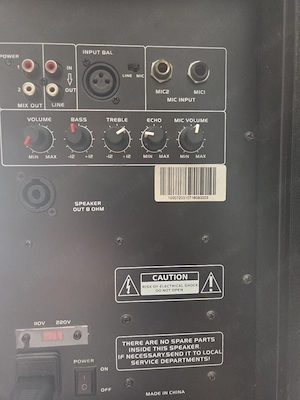 POWER
INPUT BAL
1
IN
OUT
LINE MIC
2
MIX OUT LINE
MIC2 MIC1
MIC INPUT
VOLUME BASS TREBLE ECHO MIC VOLUME
MIN MAX -12 +12 -12 +12 MIN MAX MIN MAX
SPEAKER
OUT 8 OHM
CAUTION
RISK OF ELECTRICAL SHOCK
DO NOT OPEN
110V 220V
POWER
ON
OFF
THERE ARE NO SPARE PARTS
INSIDE THIS SPEAKER.
IF NECESSARY.SEND IT TO LOCAL
SERVICE DEPARTMENTS!
MADE IN CHINA